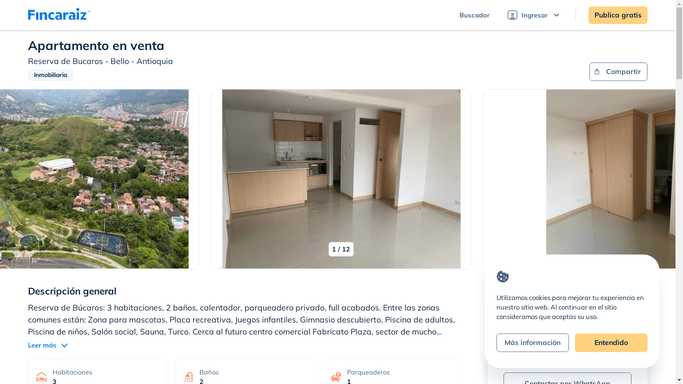 Fincaraiz
Buscador
Ingresar
Publica gratis
Apartamento en venta
Reserva de Bucaros - Bello - Antioquia
Inmobiliaria
Compartir
1 / 12
Descripción general
Reserva de Búcaros: 3 habitaciones, 2 baños, calentador, parqueadero privado, full acabados. Entre las zonas
comunes están: Zona para mascotas, Placa recreativa, Juegos infantiles, Gimnasio descubierto, Piscina de adultos,
Piscina de niños, Salón social, Sauna, Turco. Cerca al futuro centro comercial Fabricato Plaza, sector de mucho...
Leer más
Habitaciones
3
Baños
2
Parqueaderos
1
Utilizamos cookies para mejorar tu experiencia en
nuestro sitio web. Al continuar en el sitio
consideramos que aceptas su uso.
Más información
Entendido
Contactar por WhatsApp